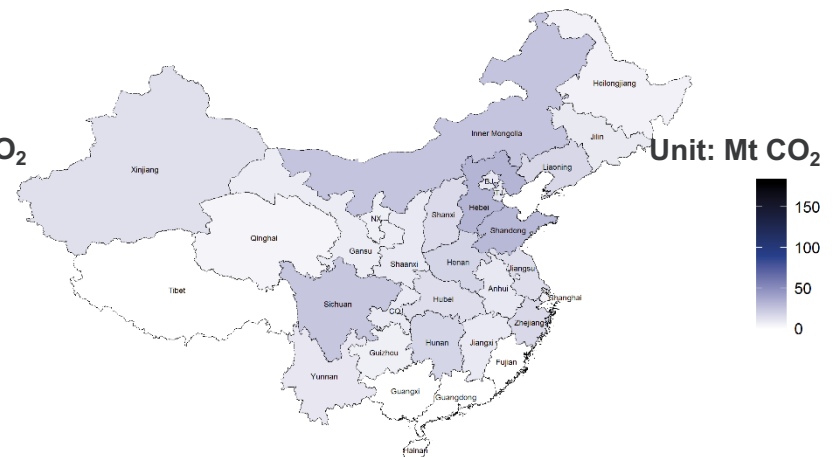 Heilongjiang
Jilin
Inner Mongolia
O₂
Unit: Mt CO₂
Xinjiang
Liaoning
BJ
TJ
Hebei
NX
Shanxi
Shandong
150
Qinghai
Gansu
Henan
100
Shaanxi
Jiangsu
Tibet
Anhui
50
Sichuan
Hubei
Shanghai
CQ
Zhejiang
0
Hunan
Jiangxi
Guizhou
Fujian
Yunnan
Guangxi
Guangdong
Hainan